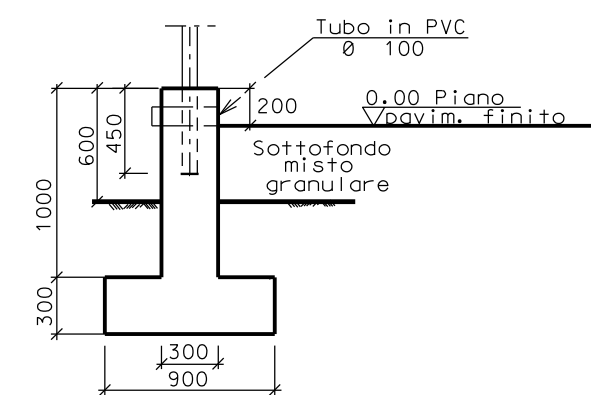 Tubo in PVC
Ø 100
200
0.00 Piano
pavim. finito
600
450
Sottofondo
misto
granulare
1000
300
300
900